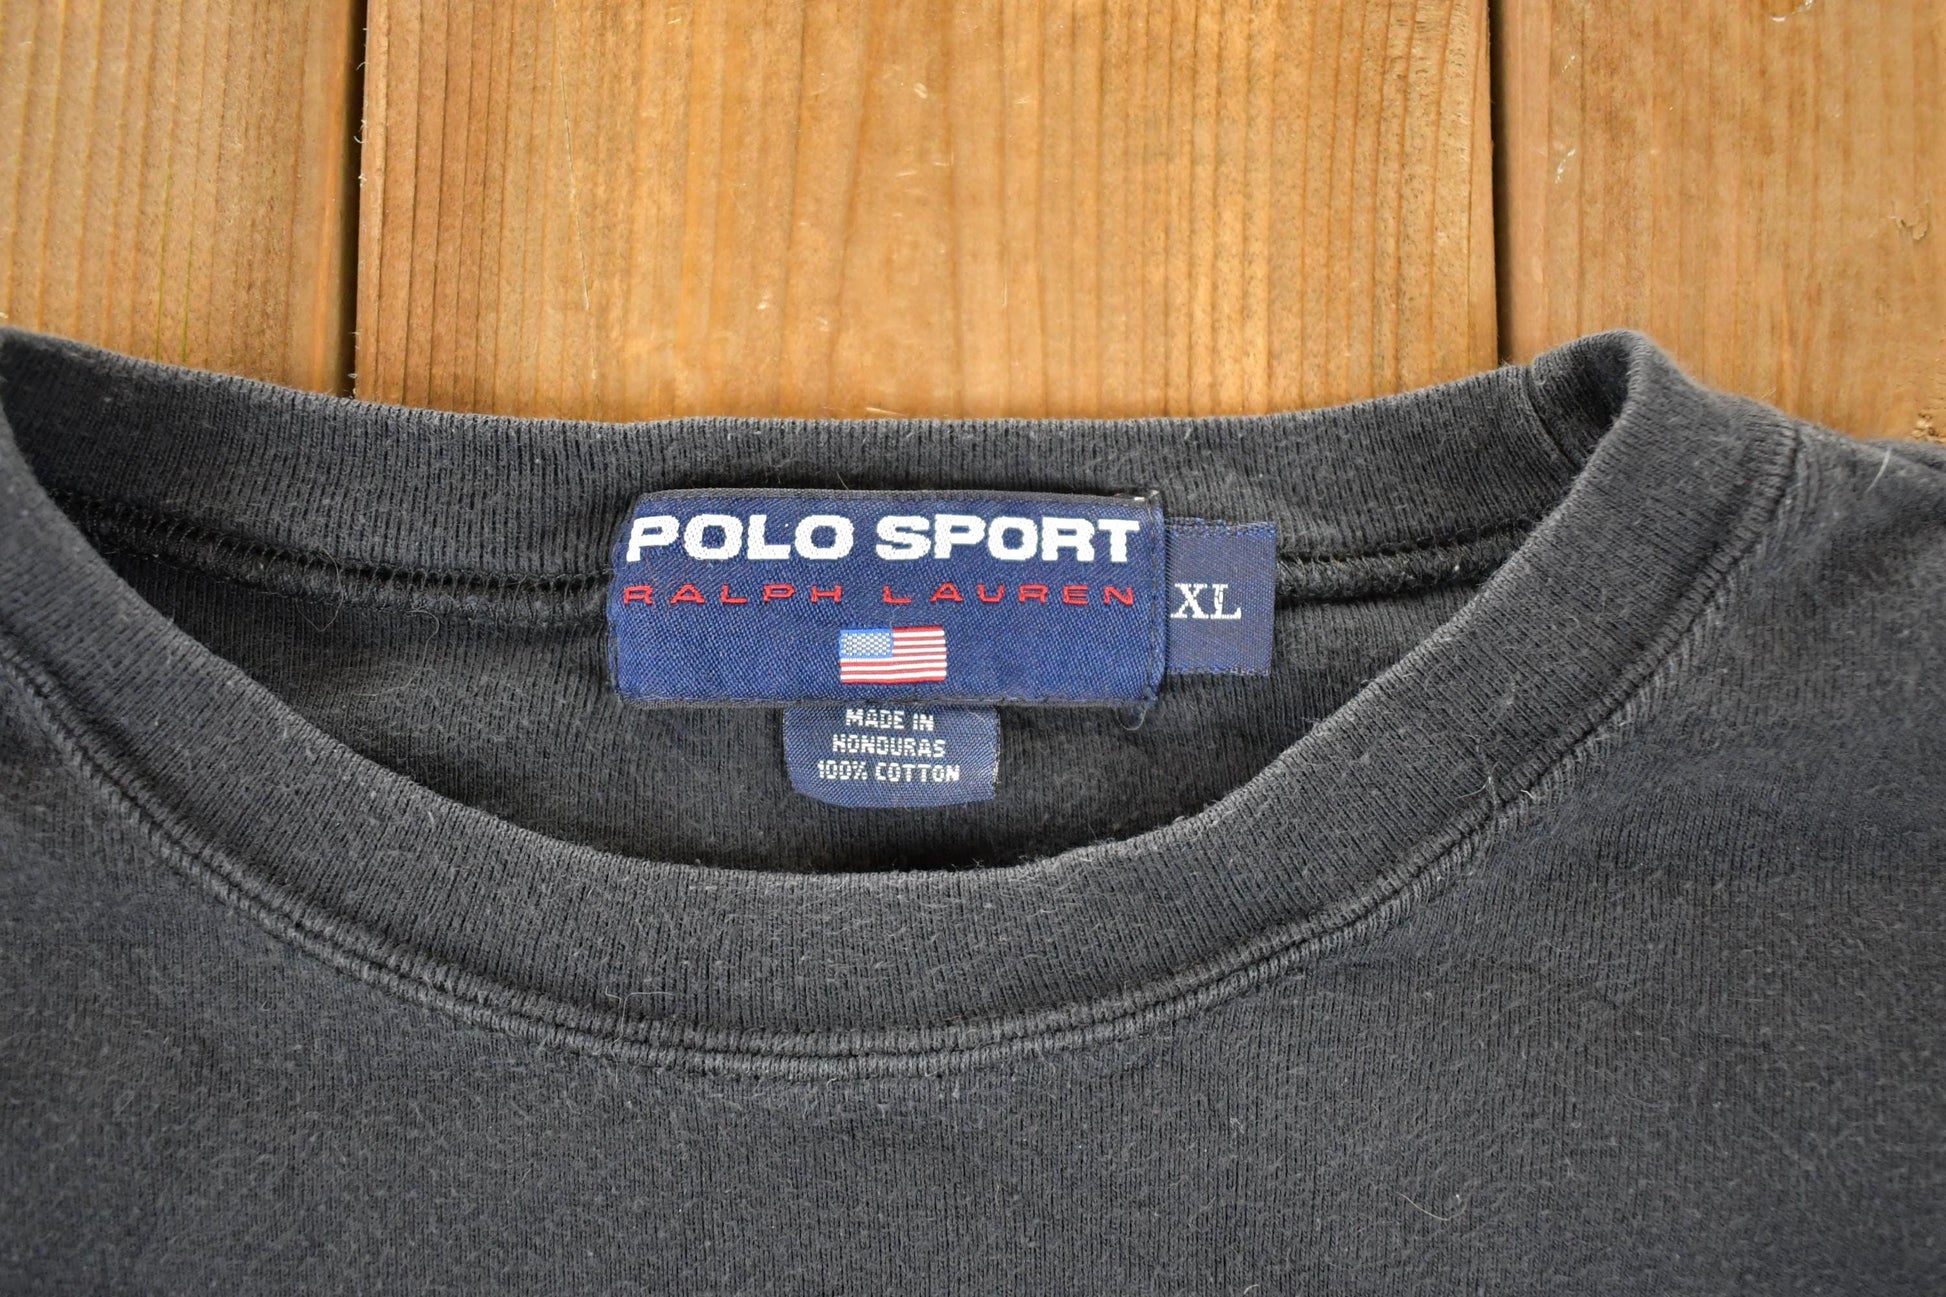 POLO SPORT
RALPH LAUREN
XL
MADE IN
HONDURAS
100% COTTON